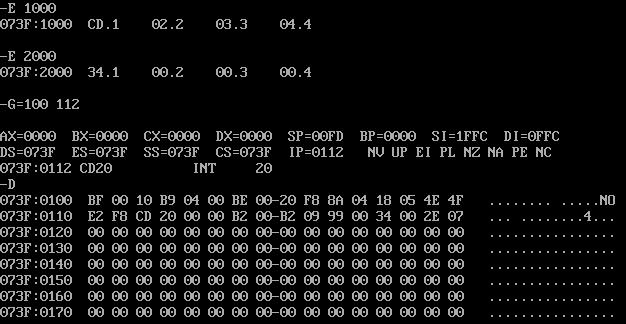 -E 1000
073F:1000  CD.1    02.2    03.3    04.4
-E 2000
073F:2000  34.1    00.2    00.3    00.4
-G=100 112
AX=0000  BX=0000  CX=0000  DX=0000  SP=00FD  BP=0000  SI=1FFC  DI=0FFC
DS=073F  ES=073F  SS=073F  CS=073F  IP=0112   NV UP EI PL NZ NA PE NC
073F:0112 CD20          INT     20
-D
073F:0100  BF 00 10 B9 04 00 BE 00-20 F8 8A 04 18 05 4E 4F   ........ .....NO
073F:0110  E2 F8 CD 20 00 00 B2 00-B2 09 99 00 34 00 2E 07   ... ........4...
073F:0120  00 00 00 00 00 00 00 00-00 00 00 00 00 00 00 00   ................
073F:0130  00 00 00 00 00 00 00 00-00 00 00 00 00 00 00 00   ................
073F:0140  00 00 00 00 00 00 00 00-00 00 00 00 00 00 00 00   ................
073F:0150  00 00 00 00 00 00 00 00-00 00 00 00 00 00 00 00   ................
073F:0160  00 00 00 00 00 00 00 00-00 00 00 00 00 00 00 00   ................
073F:0170  00 00 00 00 00 00 00 00-00 00 00 00 00 00 00 00   ................